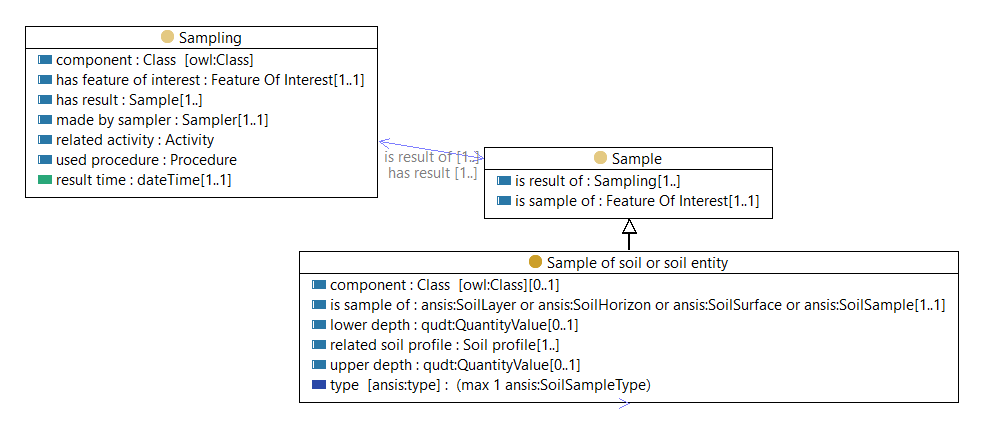 Sampling
component : Class  [owl:Class]
has feature of interest : Feature Of Interest[1..1]
has result : Sample[1..]
made by sampler : Sampler[1..1]
related activity : Activity
used procedure : Procedure
result time : dateTime[1..1]
is result of [1..]
has result [1..]
Sample
is result of : Sampling[1..]
is sample of : Feature Of Interest[1..1]
Sample of soil or soil entity
component : Class  [owl:Class][0..1]
is sample of : ansis:SoilLayer or ansis:SoilHorizon or ansis:SoilSurface or ansis:SoilSample[1..1]
lower depth : qudt:QuantityValue[0..1]
related soil profile : Soil profile[1..]
upper depth : qudt:QuantityValue[0..1]
type  [ansis:type] :  (max 1 ansis:SoilSampleType)